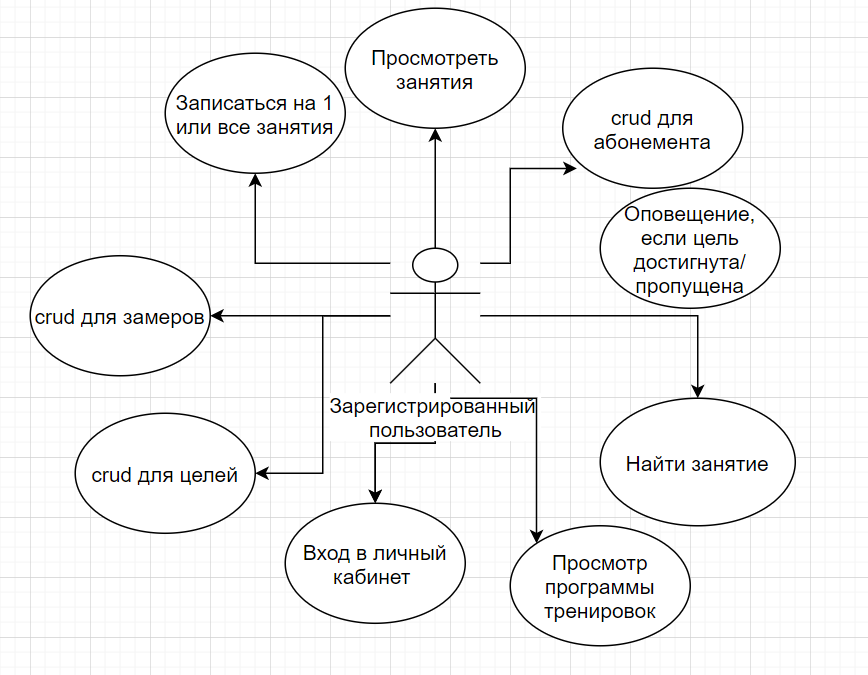 Просмотреть
занятия
Записаться на 1
или все занятия
crud для
абонемента
Оповещение,
если цель
достигнута/
пропущена
crud для замеров
Зарегистрированный
пользователь
Найти занятие
crud для целей
Вход в личный
кабинет
Просмотр
программы
тренировок